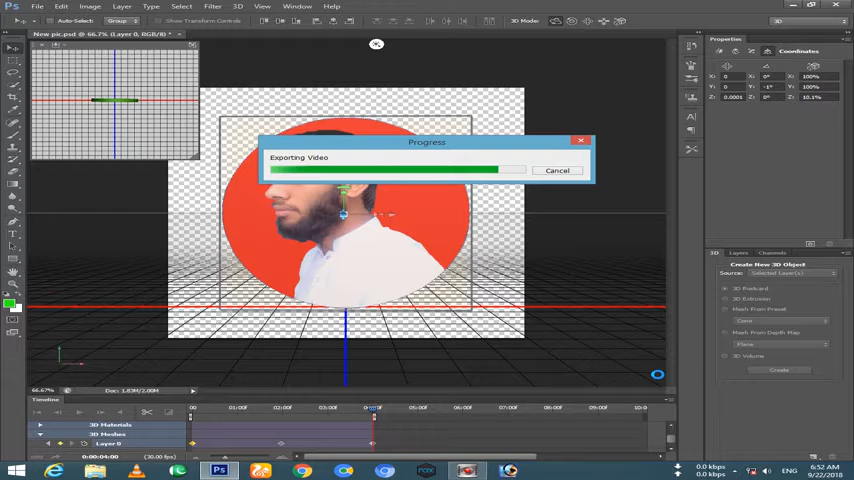 Ps File Edit Image Layer Type Select Filter 3D View Window Help
Auto-Select: Group Show Transform Controls 3D Mode: 3D
New pic.psd @ 66.7% (Layer 0, RGB/8) *
Properties
Coordinates
X: 0 X: 0° X: 100%
Y: 0 Y: -1° Y: 100%
Z: 0.0001 Z: 0° Z: 10.1%
Progress
Exporting Video
Cancel
3D Layers Channels
Create New 3D Object
Source: Selected Layer(s)
3D Postcard
3D Extrusion
Mesh From Preset
Cone
Mesh From Depth Map
Plane
3D Volume
Create
66.67% Doc: 1.83M/2.00M
Timeline
00 01:00f 02:00f 03:00f 04:00f 05:00f 06:00f 07:00f 08:00f 09:00f 10:0
3D Materials
3D Meshes
Layer 0
0:00:04:00 (30.00 fps)
0.0 kbps
0.0 kbps
ENG
6:52 AM
9/22/2018